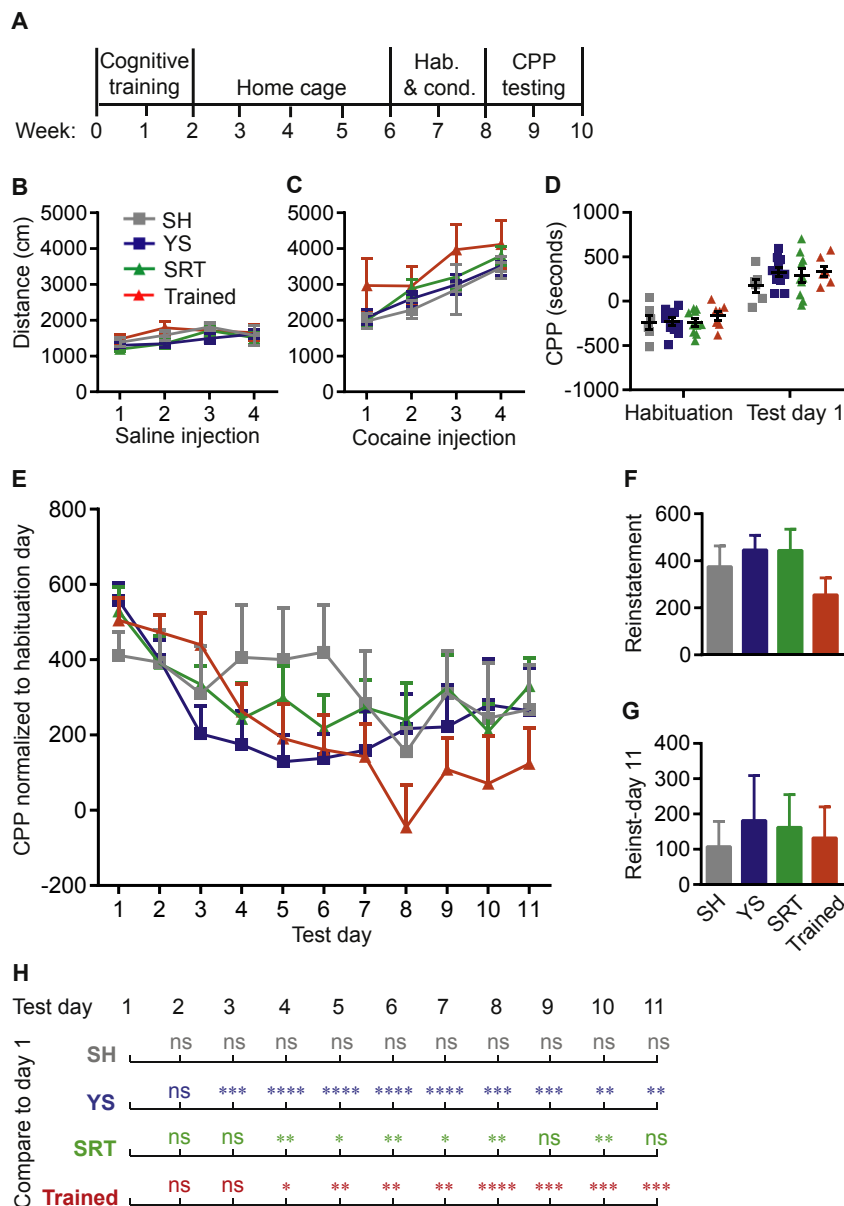 A
Cognitive training
Home cage
Hab. & cond.
CPP testing
Week: 0 1 2 3 4 5 6 7 8 9 10
B
Distance (cm)
5000
4000
3000
2000
1000
0
SH
YS
SRT
Trained
1 2 3 4
Saline injection
C
5000
4000
3000
2000
1000
0
1 2 3 4
Cocaine injection
D
CPP (seconds)
1000
500
0
-500
-1000
Habituation Test day 1
E
CPP normalized to habituation day
800
600
400
200
0
-200
1 2 3 4 5 6 7 8 9 10 11
Test day
F
Reinstatement
600
400
200
0
G
Reinst-day 11
400
300
200
100
0
SH YS SRT Trained
H
Test day 1 2 3 4 5 6 7 8 9 10 11
Compare to day 1
SH ns ns ns ns ns ns ns ns ns ns
YS ns *** **** **** **** **** *** *** ** **
SRT ns ns ** * ** * ** ns ** ns
Trained ns ns * ** ** ** **** *** *** ***